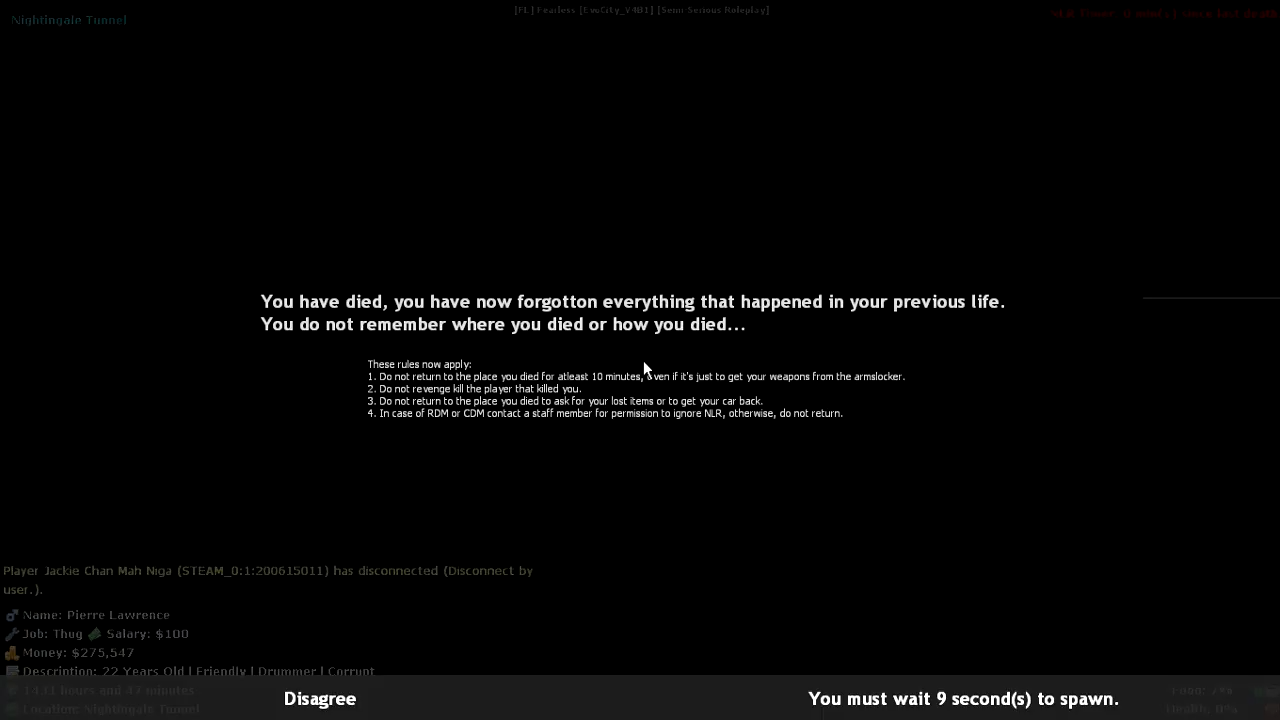 Nightingale Tunnel
[FL] Fearless [EvoCity_V4B1] [Semi Serious Roleplay]
You have died, you have now forgotton everything that happened in your previous life.
You do not remember where you died or how you died...
These rules now apply:
1. Do not return to the place you died for atleast 10 minutes, even if it's just to get your weapons from the armslocker.
2. Do not revenge kill the player that killed you.
3. Do not return to the place you died to ask for your lost items or to get your car back.
4. In case of RDM or CDM contact a staff member for permission to ignore NLR, otherwise, do not return.
Player Jackie Chan Mah Niga (STEAM_0:1:200615011) has disconnected (Disconnect by
user.).
Name: Pierre Lawrence
Job: Thug Salary: $100
Money: $275,547
Description: 22 Years Old | Friendly | Drummer | Corrupt
hours and minutes
Location: Nightingale Tunnel
Health: 0%
Disagree
You must wait 9 second(s) to spawn.